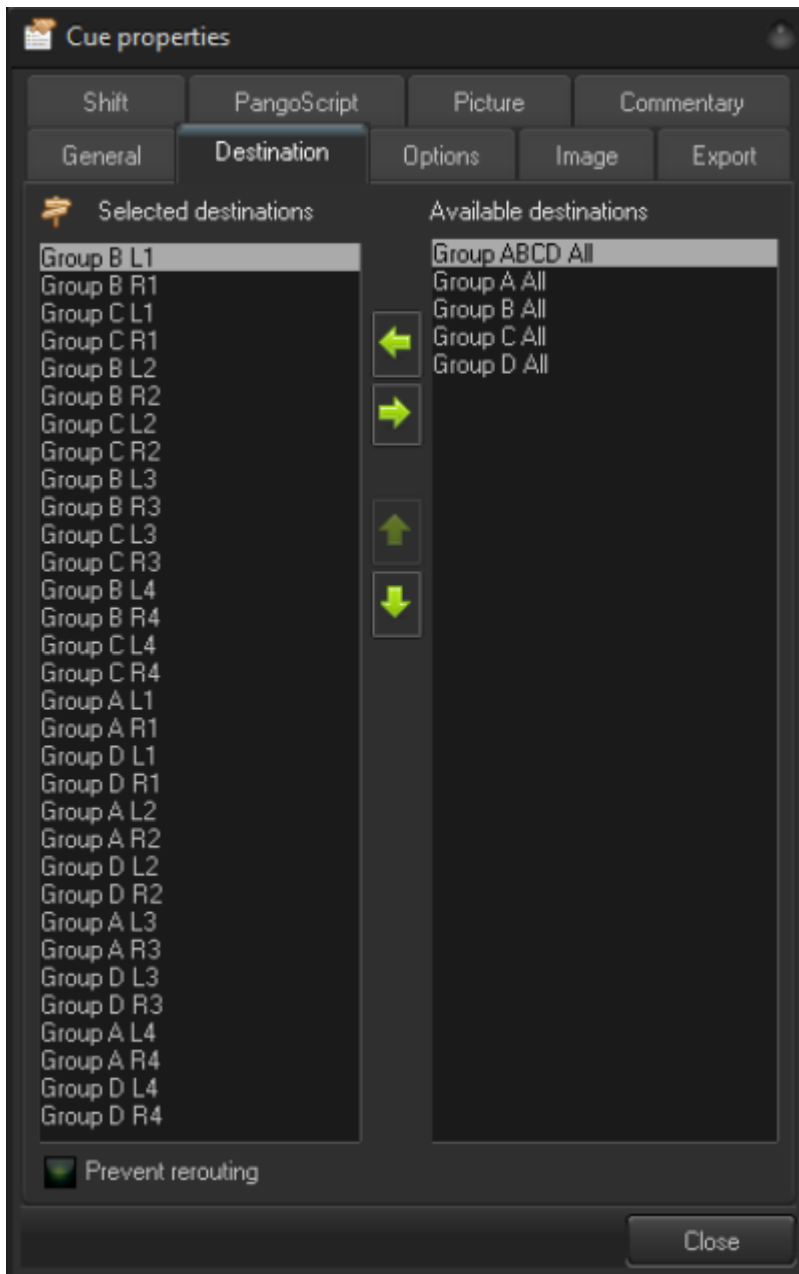 Cue properties
Shift PangoScript Picture Commentary
General Destination Options Image Export
Selected destinations
Group B L1
Group B R1
Group C L1
Group C R1
Group B L2
Group B R2
Group C L2
Group C R2
Group B L3
Group B R3
Group C L3
Group C R3
Group B L4
Group B R4
Group C L4
Group C R4
Group A L1
Group A R1
Group D L1
Group D R1
Group A L2
Group A R2
Group D L2
Group D R2
Group A L3
Group A R3
Group D L3
Group D R3
Group A L4
Group A R4
Group D L4
Group D R4
Available destinations
Group ABCD All
Group A All
Group B All
Group C All
Group D All
Prevent rerouting
Close